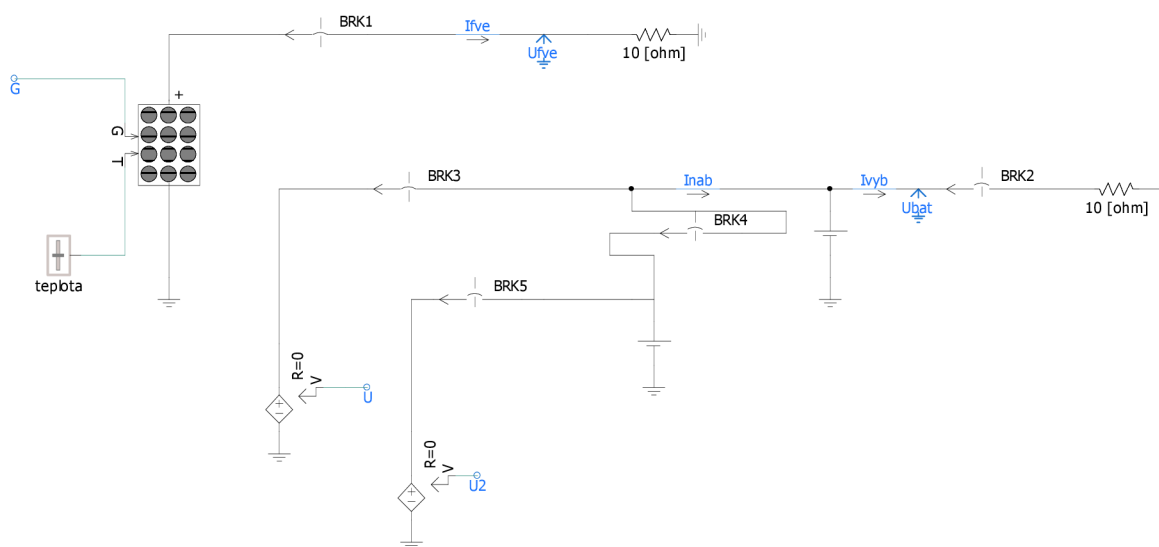 BRK1
Ifve
Ufve
10 [ohm]
G
+
G
T
teplota
BRK3
Inab
Ivyb
BRK2
Ubat
10 [ohm]
BRK4
BRK5
R=0
V
U
+
-
R=0
V
U2
+
-